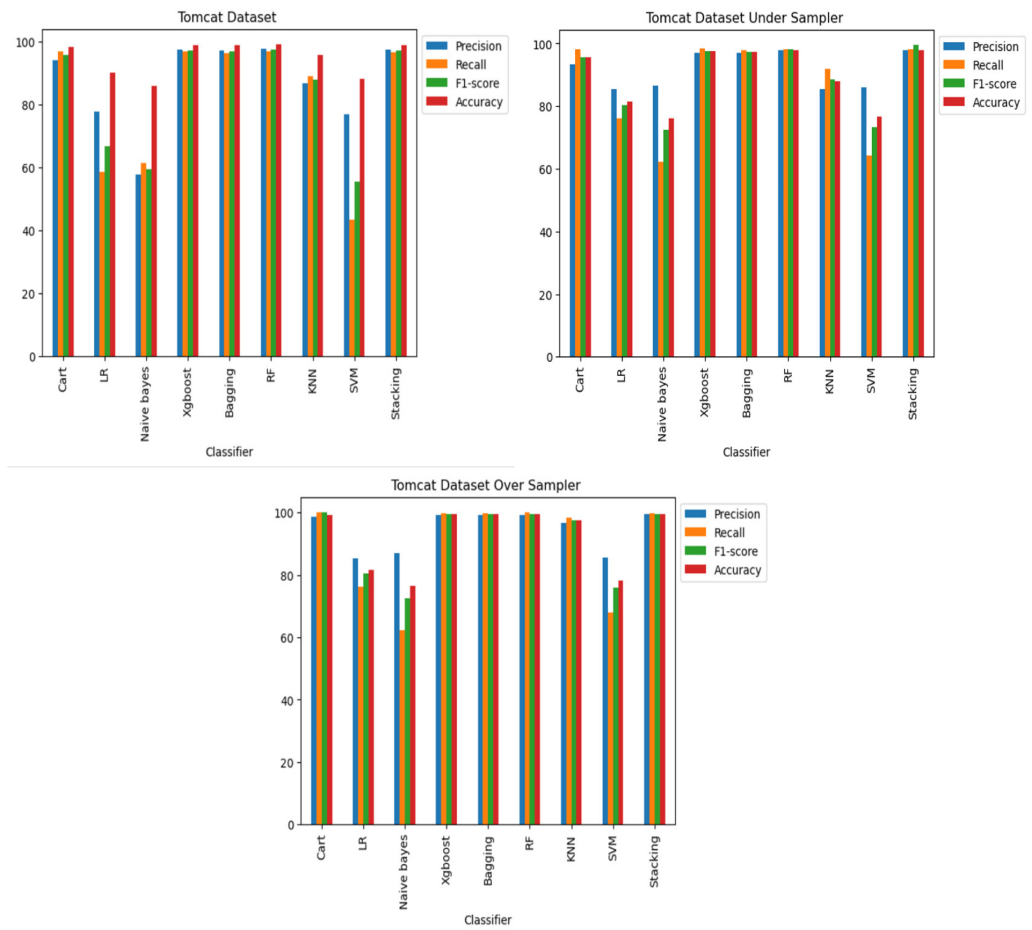 Tomcat Dataset
100
80
60
40
20
0
Precision
Recall
F1-score
Accuracy
Cart
LR
Naive bayes
Xgboost
Bagging
RF
KNN
SVM
Stacking
Classifier
Tomcat Dataset Under Sampler
100
80
60
40
20
0
Precision
Recall
F1-score
Accuracy
Cart
LR
Naive bayes
Xgboost
Bagging
RF
KNN
SVM
Stacking
Classifier
Tomcat Dataset Over Sampler
100
80
60
40
20
0
Precision
Recall
F1-score
Accuracy
Cart
LR
Naive bayes
Xgboost
Bagging
RF
KNN
SVM
Stacking
Classifier